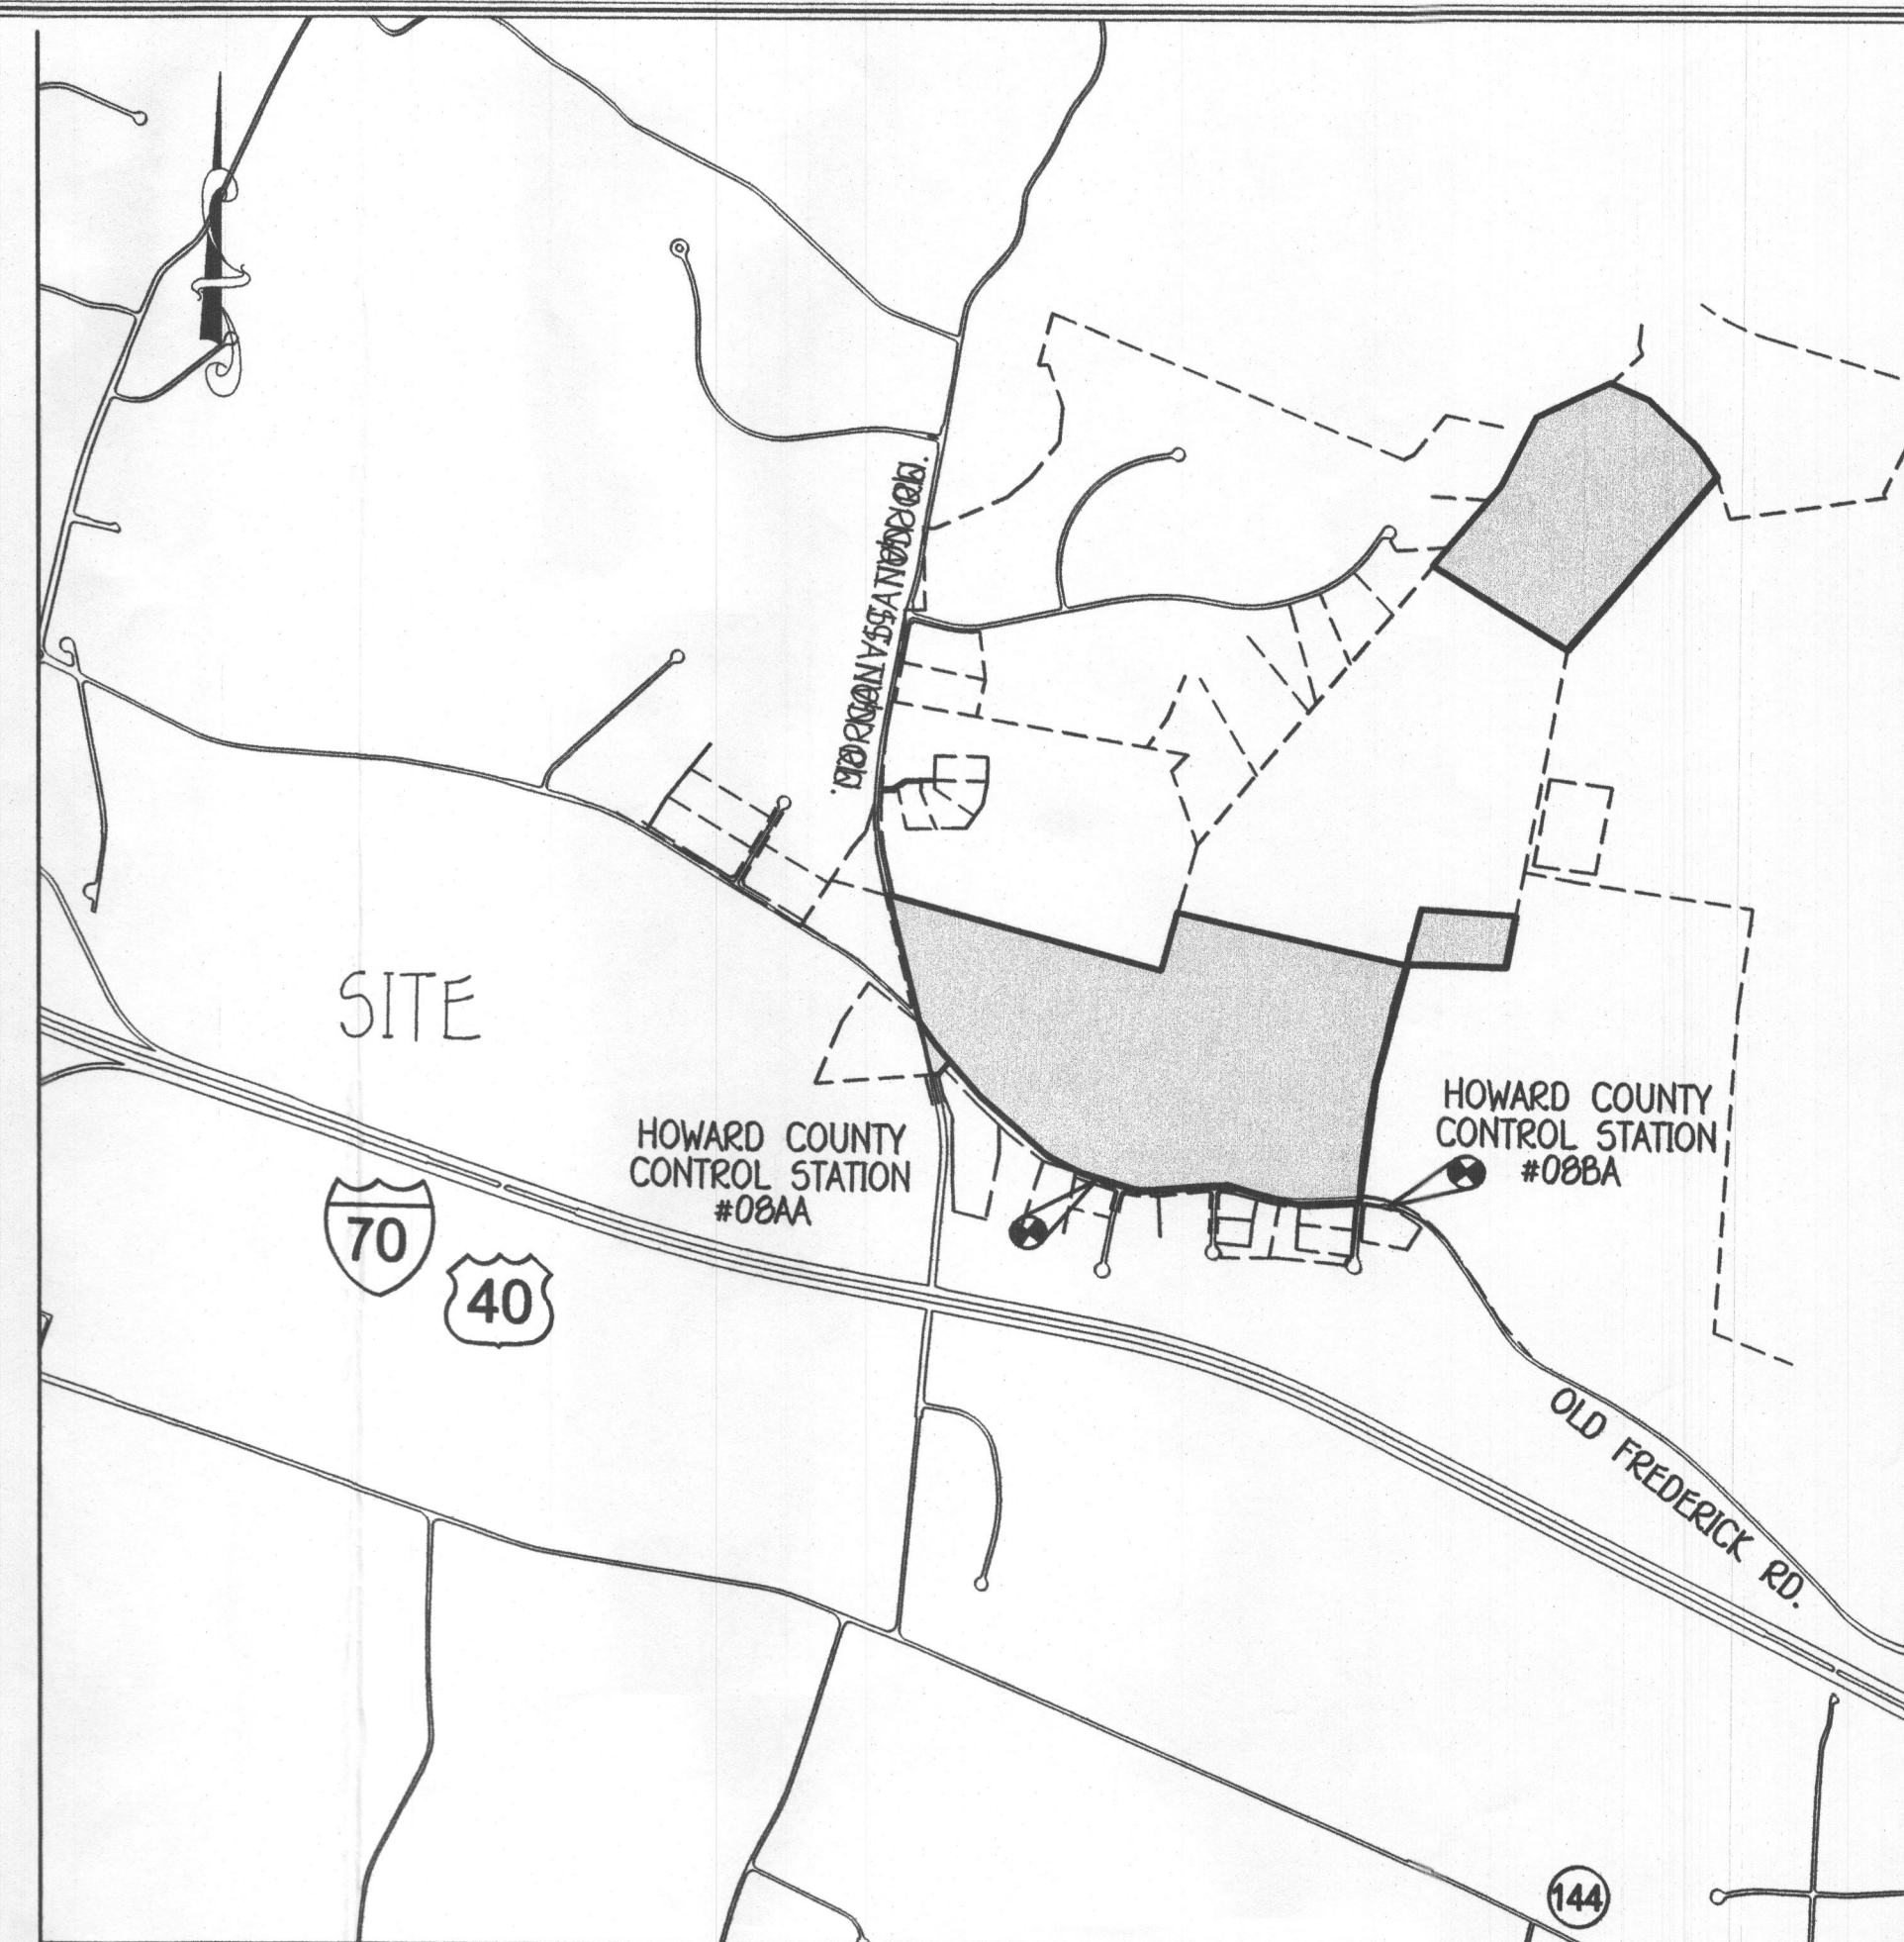 SITE
HOWARD COUNTY
CONTROL STATION
#08AA
HOWARD COUNTY
CONTROL STATION
#08BA
70
40
OLD FREDERICK RD.
144